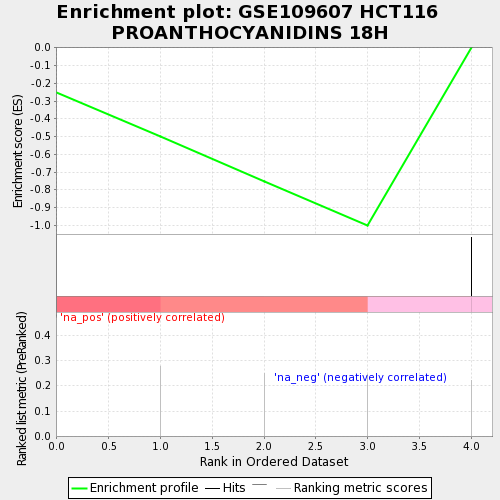 Enrichment plot: GSE109607 HCT116
PROANTHOCYANIDINS 18H
Enrichment score (ES)
0.0
-0.1
-0.2
-0.3
-0.4
-0.5
-0.6
-0.7
-0.8
-0.9
-1.0
'na_pos' (positively correlated)
'na_neg' (negatively correlated)
Ranked list metric (PreRanked)
0.4
0.3
0.2
0.1
0.0
0.0 0.5 1.0 1.5 2.0 2.5 3.0 3.5 4.0
Rank in Ordered Dataset
Enrichment profile Hits Ranking metric scores